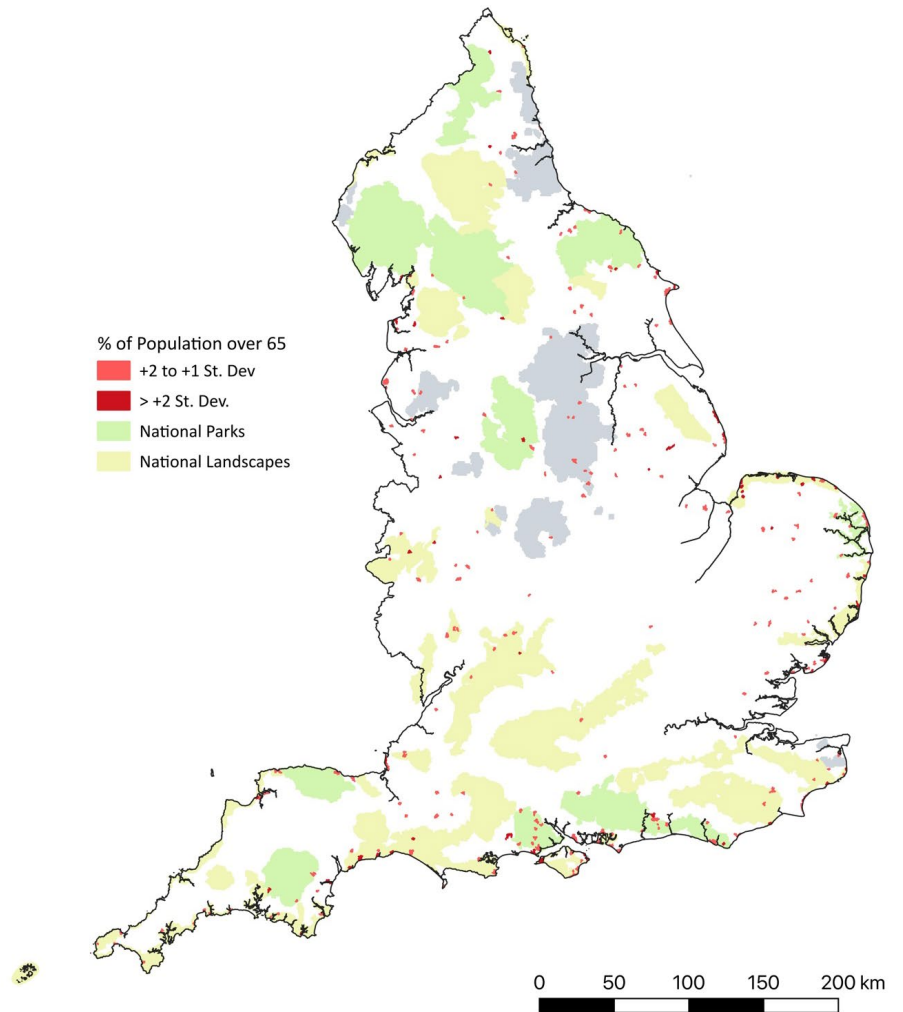 % of Population over 65
+2 to +1 St. Dev
> +2 St. Dev.
National Parks
National Landscapes
0 50 100 150 200 km